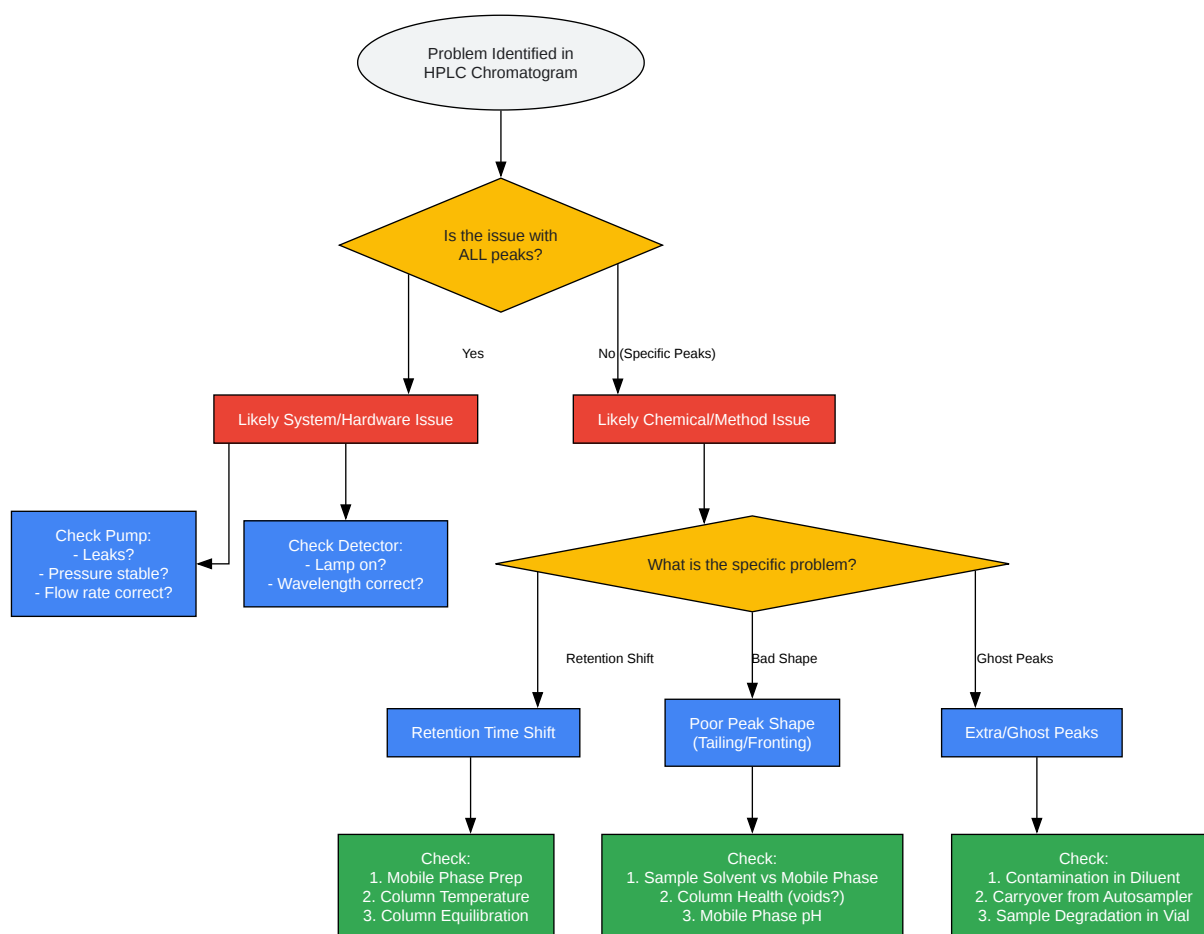 Problem Identified in
HPLC Chromatogram
Is the issue with
ALL peaks?
Yes
No (Specific Peaks)
Likely System/Hardware Issue
Likely Chemical/Method Issue
Check Pump:
- Leaks?
- Pressure stable?
- Flow rate correct?
Check Detector:
- Lamp on?
- Wavelength correct?
What is the specific problem?
Retention Shift
Bad Shape
Ghost Peaks
Retention Time Shift
Poor Peak Shape
(Tailing/Fronting)
Extra/Ghost Peaks
Check:
1. Mobile Phase Prep
2. Column Temperature
3. Column Equilibration
Check:
1. Sample Solvent vs Mobile Phase
2. Column Health (voids?)
3. Mobile Phase pH
Check:
1. Contamination in Diluent
2. Carryover from Autosampler
3. Sample Degradation in Vial